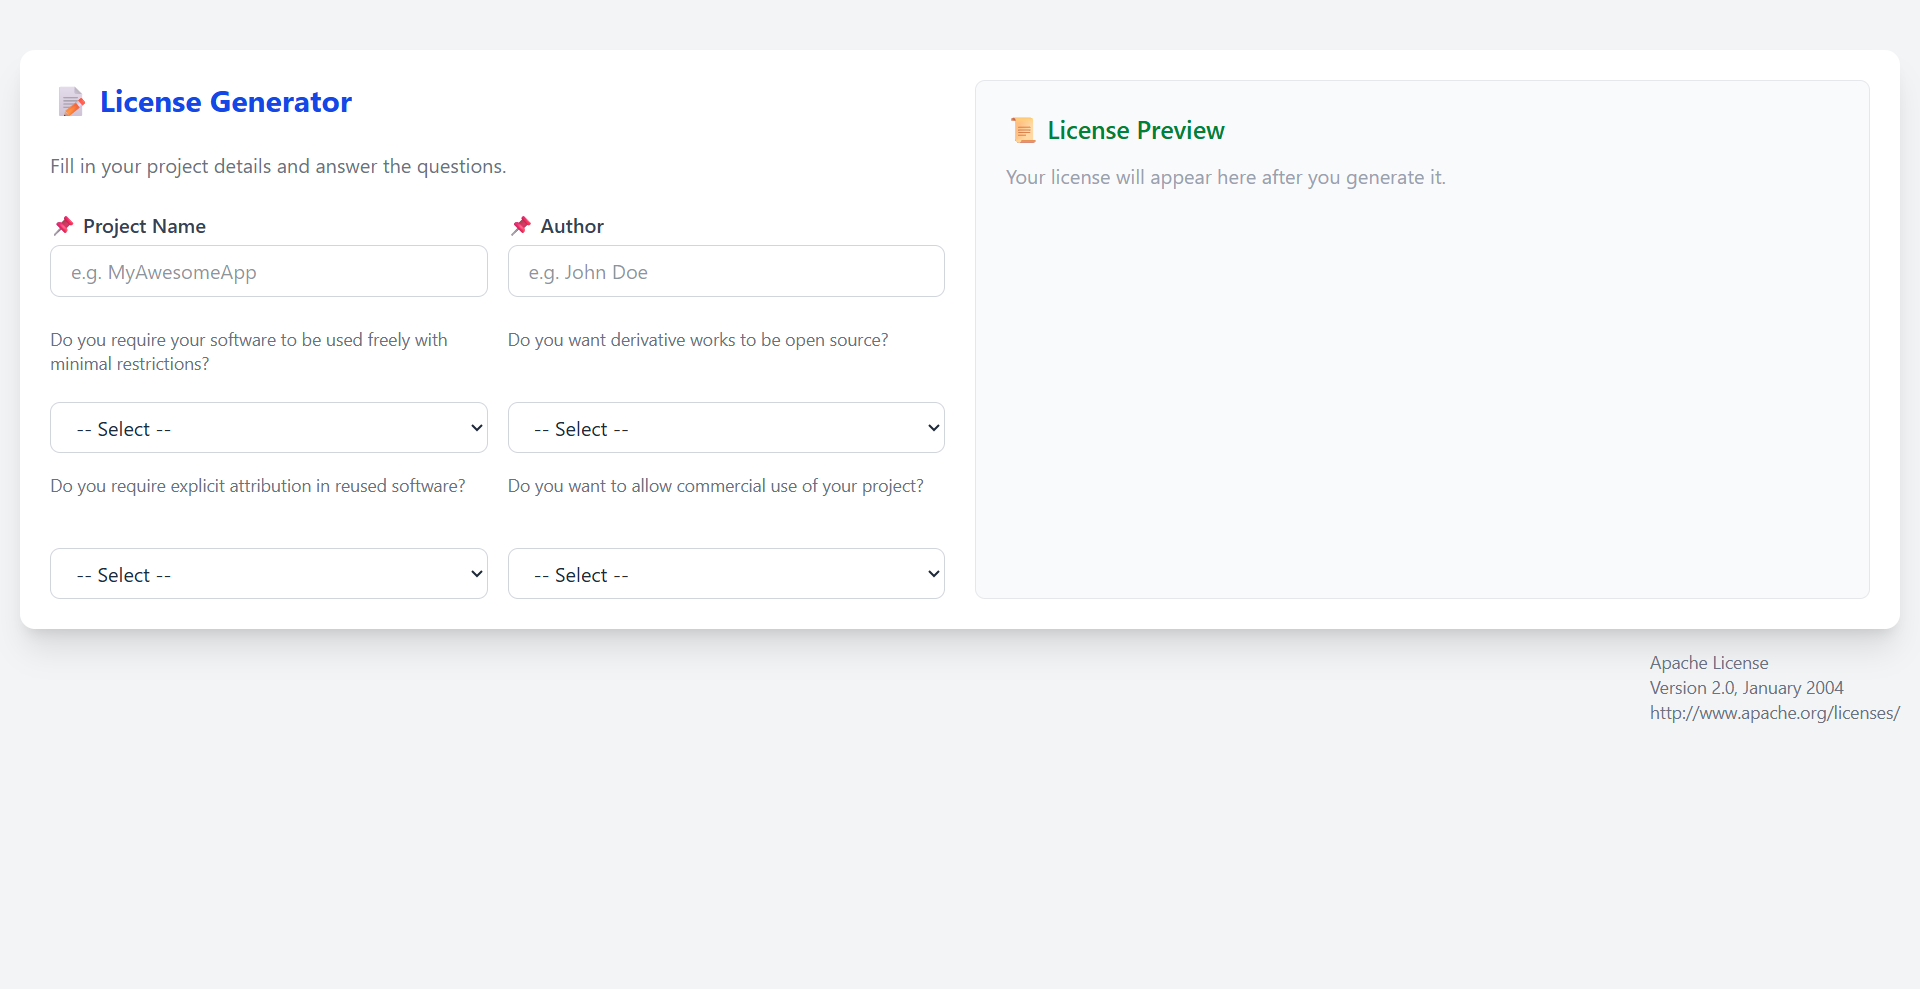 License Generator
Fill in your project details and answer the questions.
Project Name
e.g. MyAwesomeApp
Author
e.g. John Doe
Do you require your software to be used freely with
minimal restrictions?
-- Select --
Do you want derivative works to be open source?
-- Select --
Do you require explicit attribution in reused software?
-- Select --
Do you want to allow commercial use of your project?
-- Select --
License Preview
Your license will appear here after you generate it.
Apache License
Version 2.0, January 2004
http://www.apache.org/licenses/